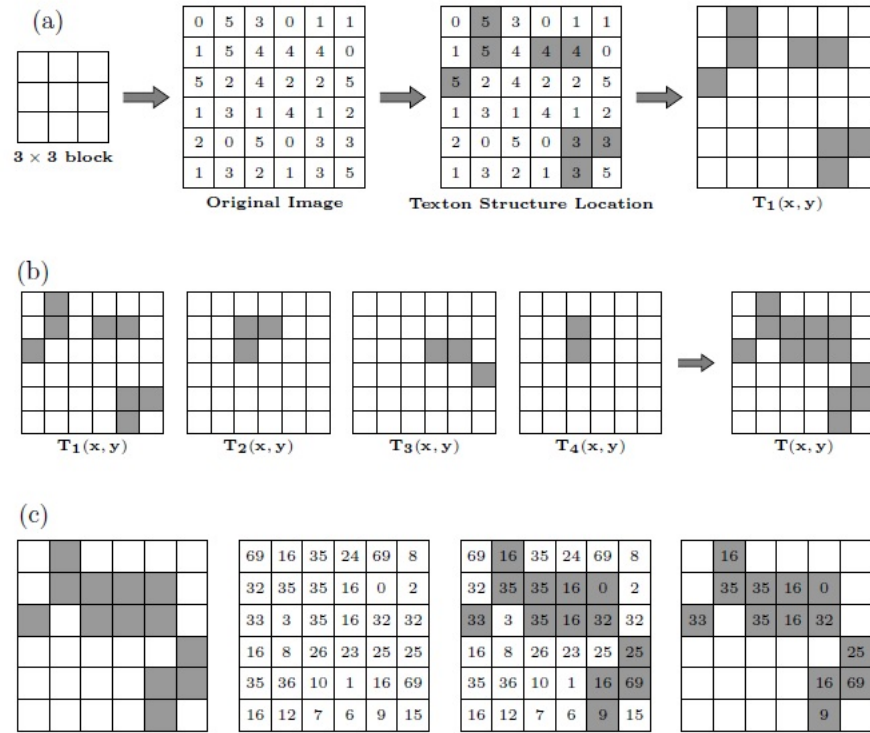 (a)
3 × 3 block
0 5 3 0 1 1
1 5 4 4 4 0
5 2 4 2 2 5
1 3 1 4 1 2
2 0 5 0 3 3
1 3 2 1 3 5
Original Image
0 5 3 0 1 1
1 5 4 4 4 0
5 2 4 2 2 5
1 3 1 4 1 2
2 0 5 0 3 3
1 3 2 1 3 5
Texton Structure Location
T₁(x, y)
(b)
T₁(x, y)
T₂(x, y)
T₃(x, y)
T₄(x, y)
T(x, y)
(c)
69 16 35 24 69 8
32 35 35 16 0 2
33 3 35 16 32 32
16 8 26 23 25 25
35 36 10 1 16 69
16 12 7 6 9 15
69 16 35 24 69 8
32 35 35 16 0 2
33 3 35 16 32 32
16 8 26 23 25 25
35 36 10 1 16 69
16 12 7 6 9 15
16
35 35 16 0
33 35 16 32
25
16 69
9